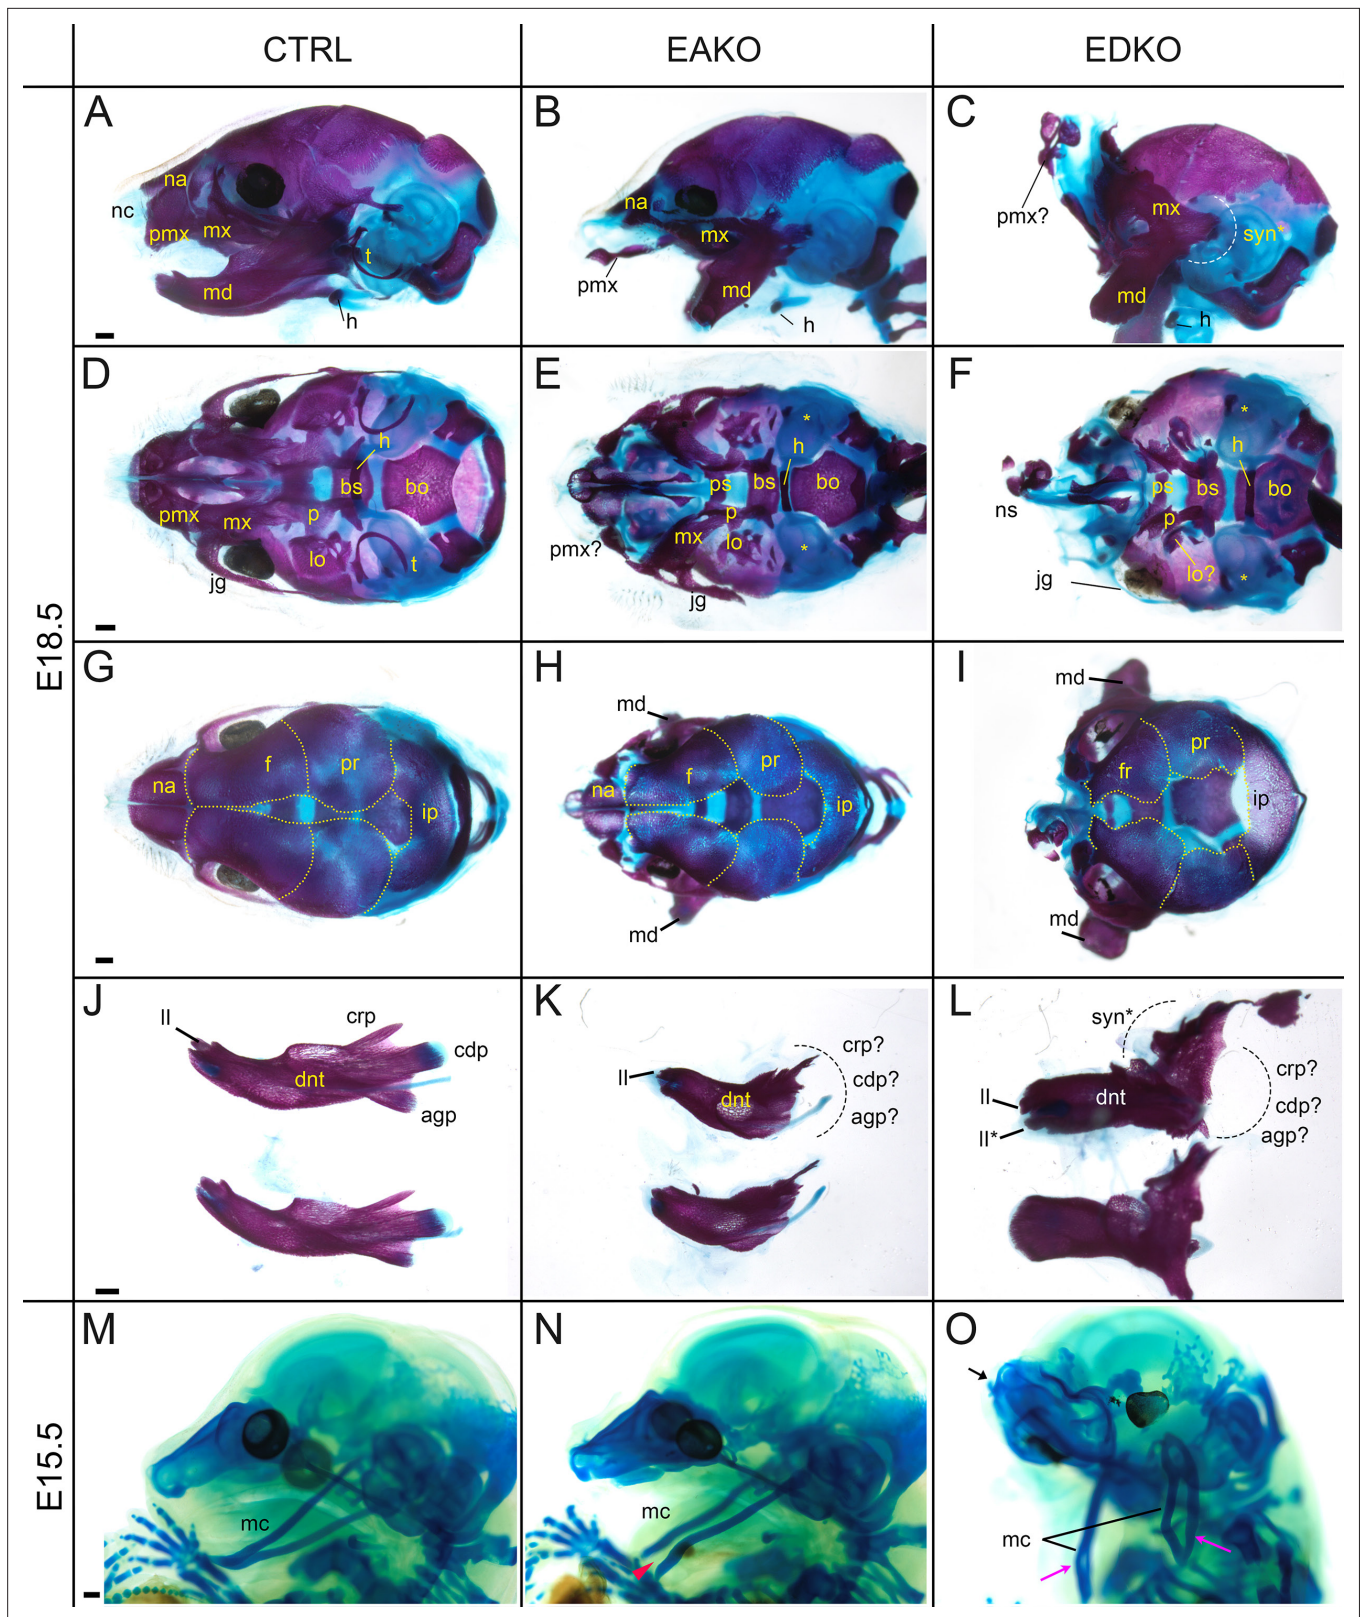 CTRL
EAKO
EDKO
E18.5
A
na
nc
pmx
mx
t
md
h
B
na
mx
pmx
md
h
C
pmx?
mx
syn*
md
h
D
h
bs
bo
pmx
mx
p
lo
t
jg
E
*
h
ps
bs
bo
p
mx
lo
pmx?
*
jg
F
*
h
ps
bs
bo
ns
p
lo?
*
jg
G
na
f
pr
ip
H
md
na
f
pr
ip
md
I
md
pr
fr
ip
md
J
ll
crp
cdp
dnt
agp
K
crp?
ll
cdp?
dnt
agp?
L
syn*
crp?
ll
dnt
cdp?
ll*
agp?
E15.5
M
mc
N
mc
O
mc